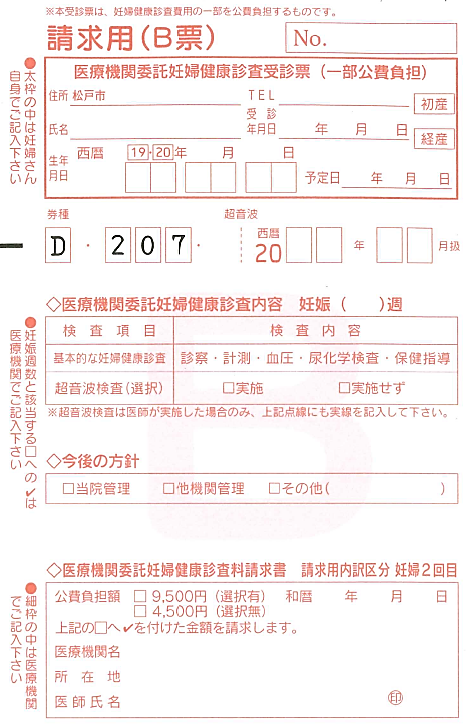 ※本受診票は、妊婦健康診査費用の一部を公費負担するものです。
請求用(B票)
No.
●太枠の中は妊婦さん
自身でご記入下さい
医療機関委託妊婦健康診査受診票(一部公費負担)
住所 松戸市
TEL
初産
氏名
受診
年月日
年 月 日
経産
生年
月日
西暦 19・20年 月 日
予定日 年 月 日
券種
超音波
D・207・
西暦
20
年
月扱
●妊娠週数と該当する□への✔は
医療機関でご記入下さい
◇医療機関委託妊婦健康診査内容 妊娠( )週
検査項目 検査内容
基本的な妊婦健康診査 診察・計測・血圧・尿化学検査・保健指導
超音波検査(選択) □実施 □実施せず
※超音波検査は医師が実施した場合のみ、上記点線にも実線を記入して下さい。
◇今後の方針
□当院管理 □他機関管理 □その他( )
◇医療機関委託妊婦健康診査料請求書 請求用内訳区分 妊婦2回目
●細枠の中は医療機関
でご記入下さい
公費負担額 □ 9,500円(選択有) 和暦 年 月 日
□ 4,500円(選択無)
上記の□へ✔を付けた金額を請求します。
医療機関名
所在地
医師氏名
印
B